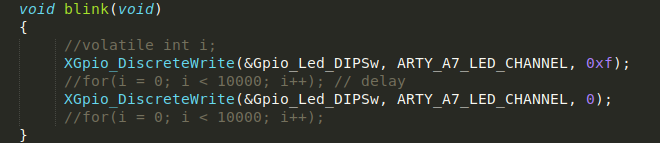 void blink(void)
{
//volatile int i;
XGpio_DiscreteWrite(&Gpio_Led_DIPSw, ARTY_A7_LED_CHANNEL, 0xf);
//for(i = 0; i < 10000; i++); // delay
XGpio_DiscreteWrite(&Gpio_Led_DIPSw, ARTY_A7_LED_CHANNEL, 0);
//for(i = 0; i < 10000; i++);
}